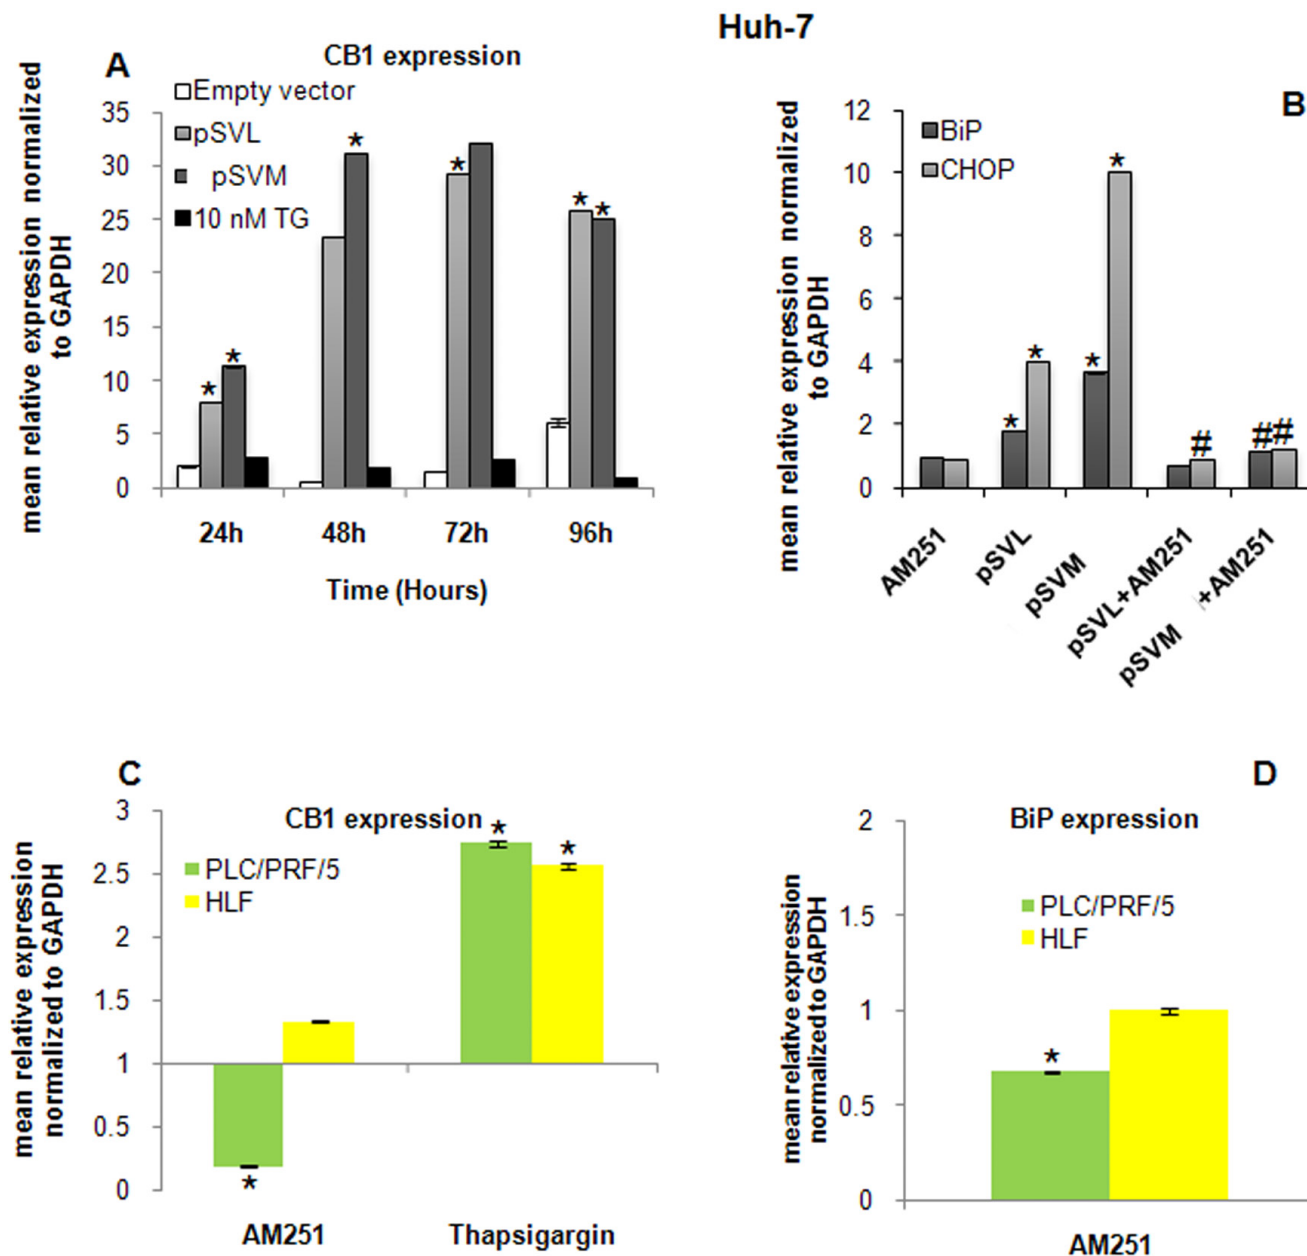 Huh-7
A
CB1 expression
mean relative expression normalized
to GAPDH
Empty vector
pSVL
pSVM
10 nM TG
35
30
25
20
15
10
5
0
*
*
*
*
*
*
24h
48h
72h
96h
Time (Hours)
B
mean relative expression normalized
to GAPDH
BiP
CHOP
12
10
8
6
4
2
0
*
*
*
*
#
##
AM251
pSVL
pSVM
pSVL+AM251
pSVM +AM251
C
CB1 expression
mean relative expression
normalized to GAPDH
PLC/PRF/5
HLF
3
2.5
2
1.5
1
0.5
0
*
*
*
AM251
Thapsigargin
D
BiP expression
mean relative expression
normalized to GAPDH
PLC/PRF/5
HLF
2
1.5
1
0.5
0
*
AM251